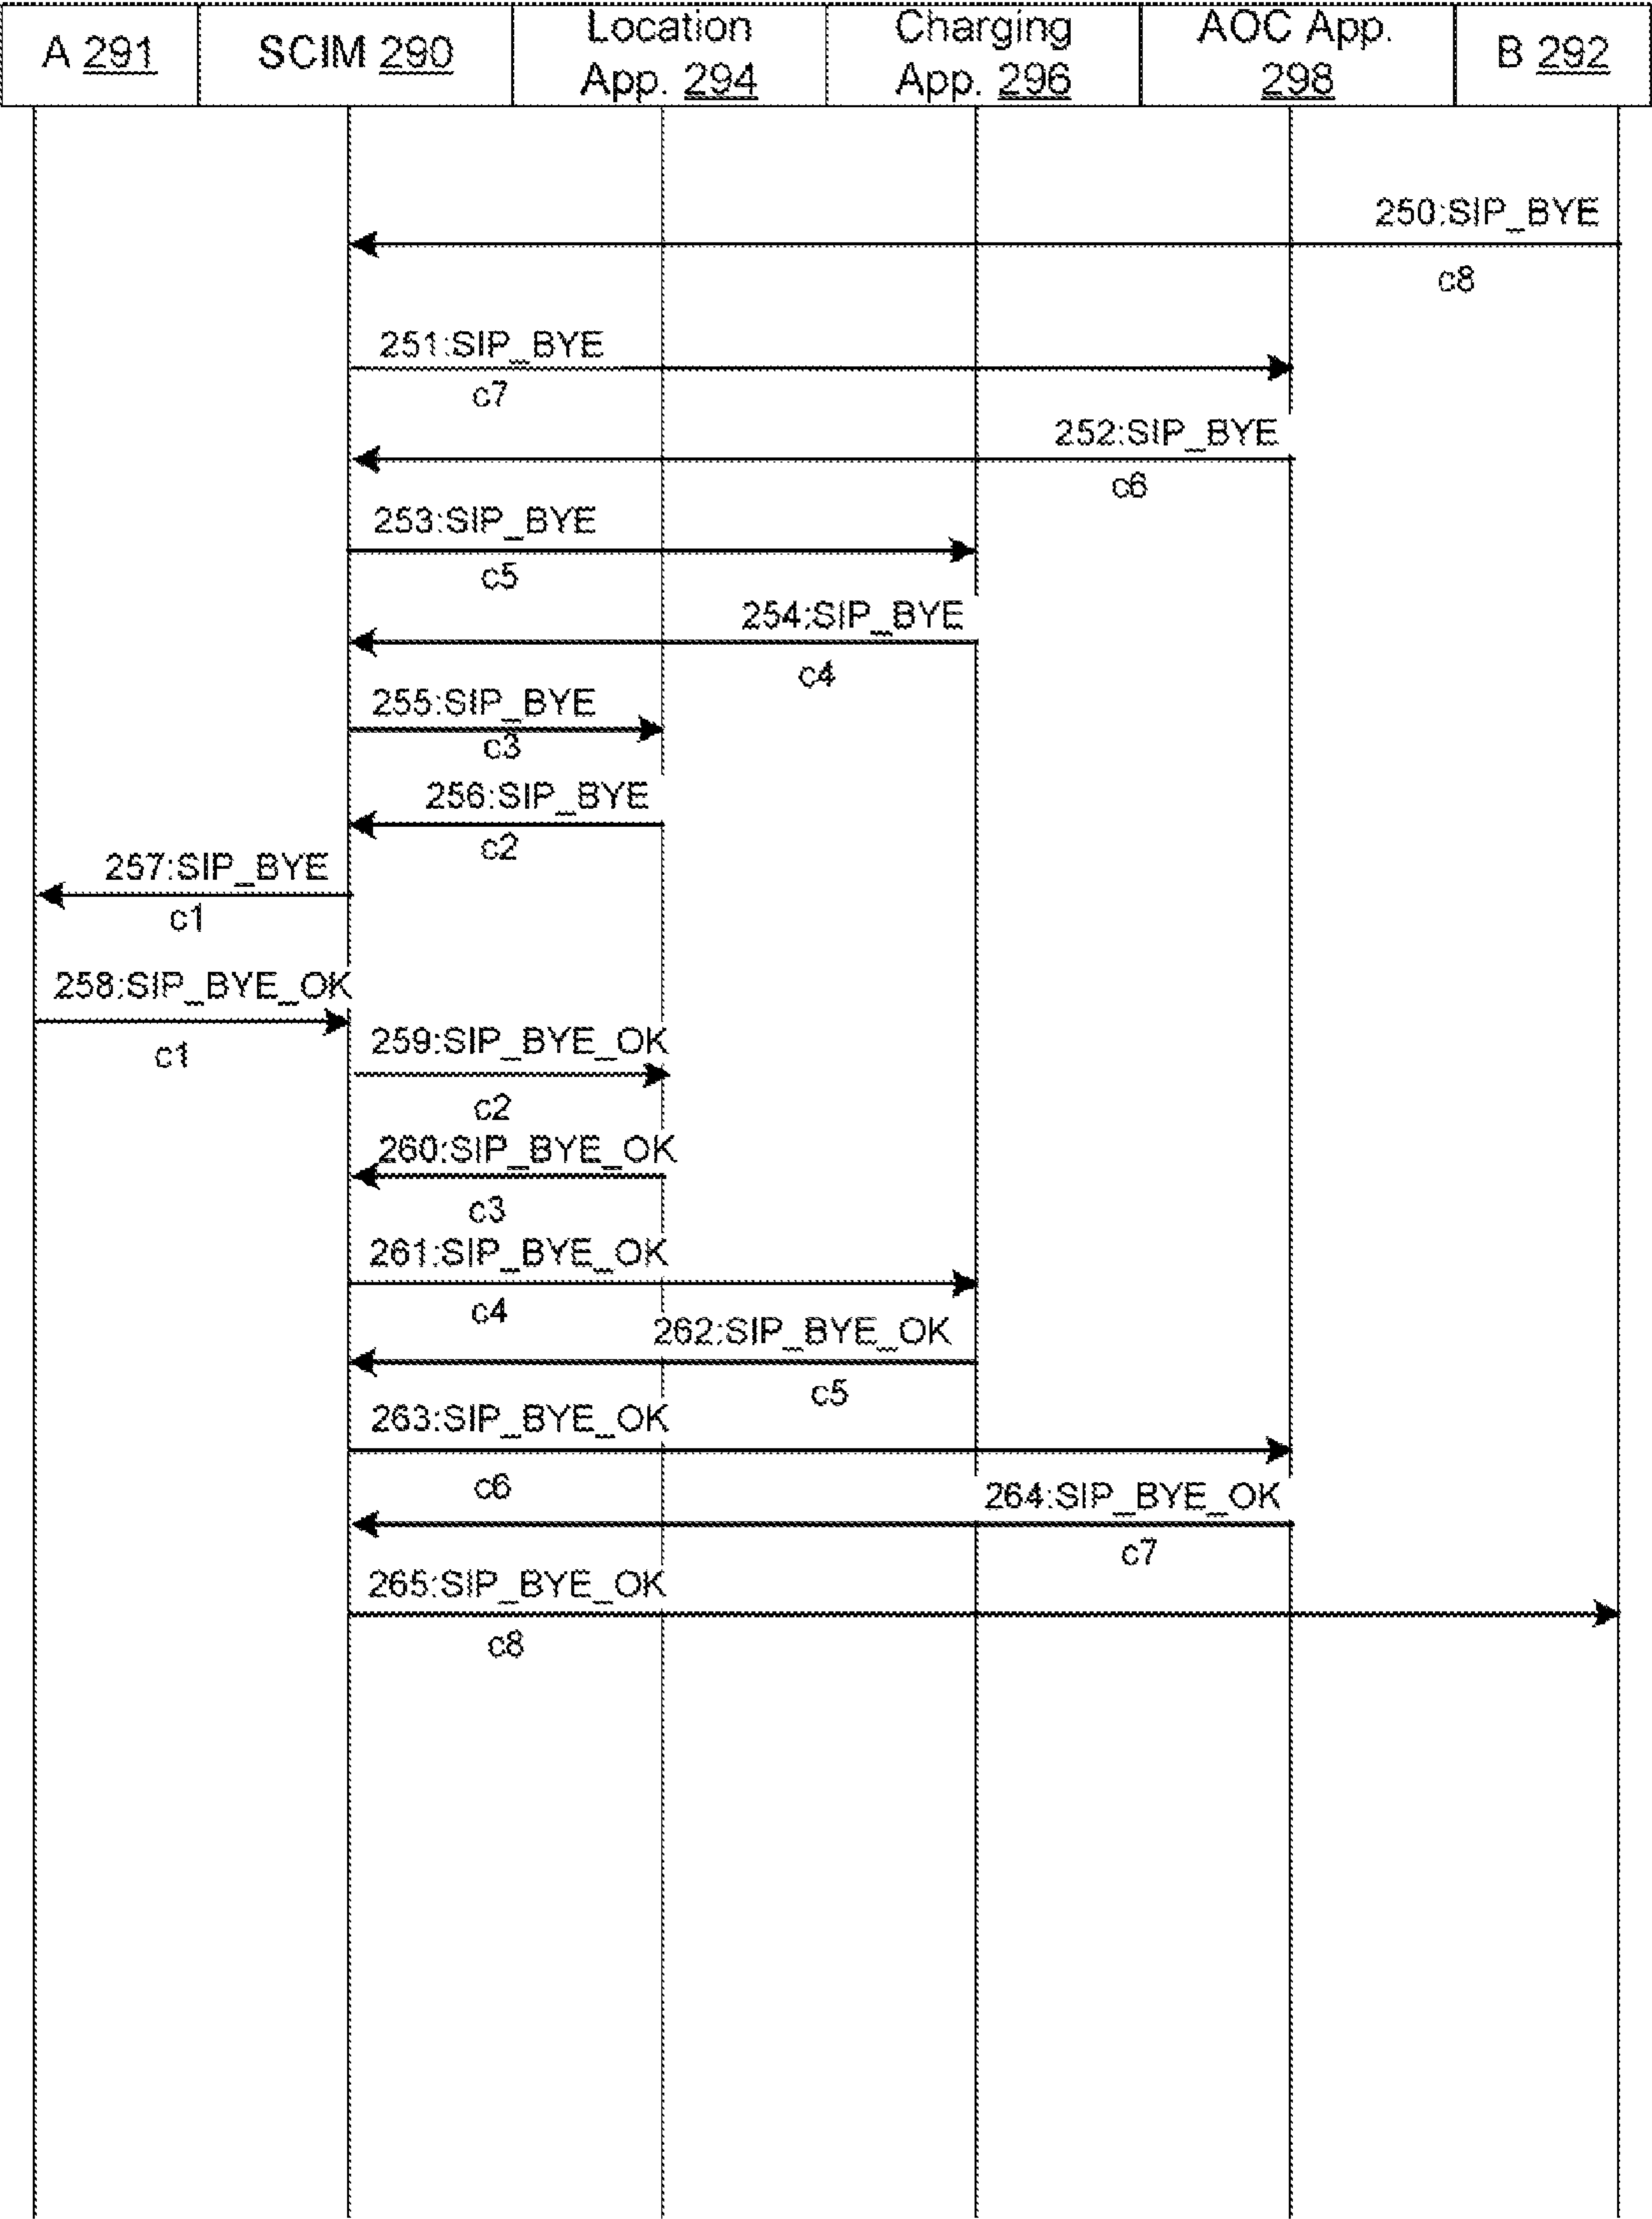 A 291
SCIM 290
Location
App. 294
Charging
App. 296
AOC App.
298
B 292
250:SIP_BYE
c8
251:SIP_BYE
c7
252:SIP_BYE
c6
253:SIP_BYE
c5
254:SIP_BYE
c4
255:SIP_BYE
c3
256:SIP_BYE
c2
257:SIP_BYE
c1
258:SIP_BYE_OK
c1
259:SIP_BYE_OK
c2
260:SIP_BYE_OK
c3
261:SIP_BYE_OK
c4
262:SIP_BYE_OK
c5
263:SIP_BYE_OK
c6
264:SIP_BYE_OK
c7
265:SIP_BYE_OK
c8